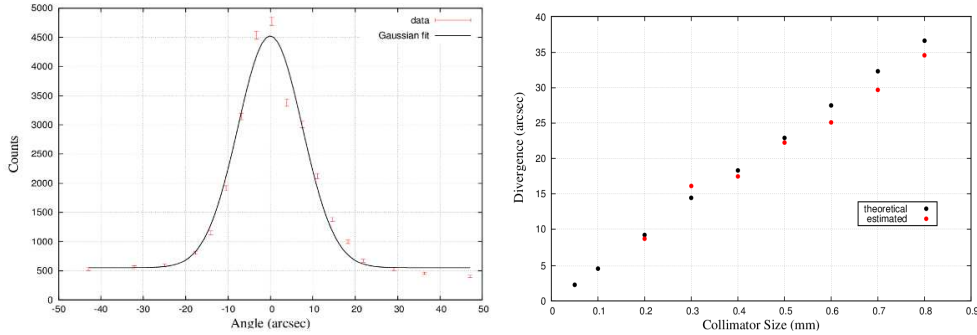 5000
4500
4000
3500
3000
2500
2000
1500
1000
500
0
Counts
data
Gaussian fit
-50 -40 -30 -20 -10 0 10 20 30 40 50
Angle (arcsec)
40
35
30
25
20
15
10
5
0
Divergence (arcsec)
theoretical
estimated
0.1 0.2 0.3 0.4 0.5 0.6 0.7 0.8 0.9
Collimator Size (mm)